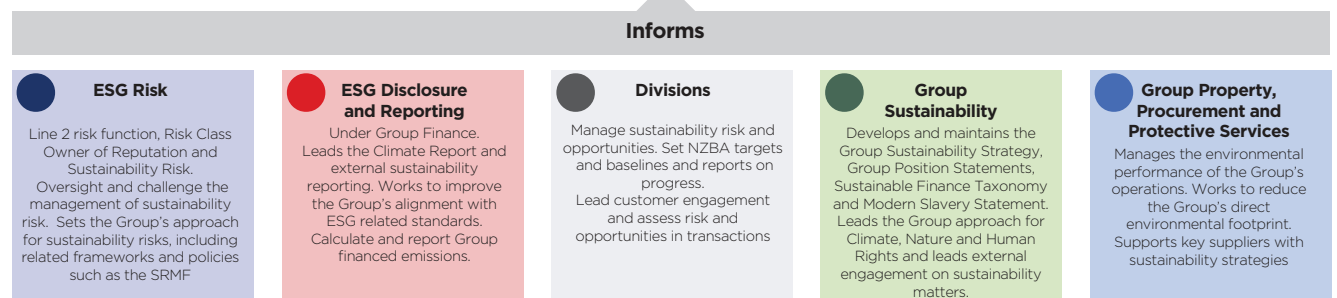 Informs
ESG Risk
Line 2 risk function, Risk Class
Owner of Reputation and
Sustainability Risk.
Oversight and challenge the
management of sustainability
risk. Sets the Group's approach
for sustainability risks, including
related frameworks and policies
such as the SRMF
ESG Disclosure
and Reporting
Under Group Finance.
Leads the Climate Report and
external sustainability
reporting. Works to improve
the Group's alignment with
ESG related standards.
Calculate and report Group
financed emissions.
Divisions
Manage sustainability risk and
opportunities. Set NZBA targets
and baselines and reports on
progress.
Lead customer engagement
and assess risk and
opportunities in transactions
Group
Sustainability
Develops and maintains the
Group Sustainability Strategy,
Group Position Statements,
Sustainable Finance Taxonomy
and Modern Slavery Statement.
Leads the Group approach for
Climate, Nature and Human
Rights and leads external
engagement on sustainability
matters.
Group Property,
Procurement and
Protective Services
Manages the environmental
performance of the Group's
operations. Works to reduce
the Group's direct
environmental footprint.
Supports key suppliers with
sustainability strategies